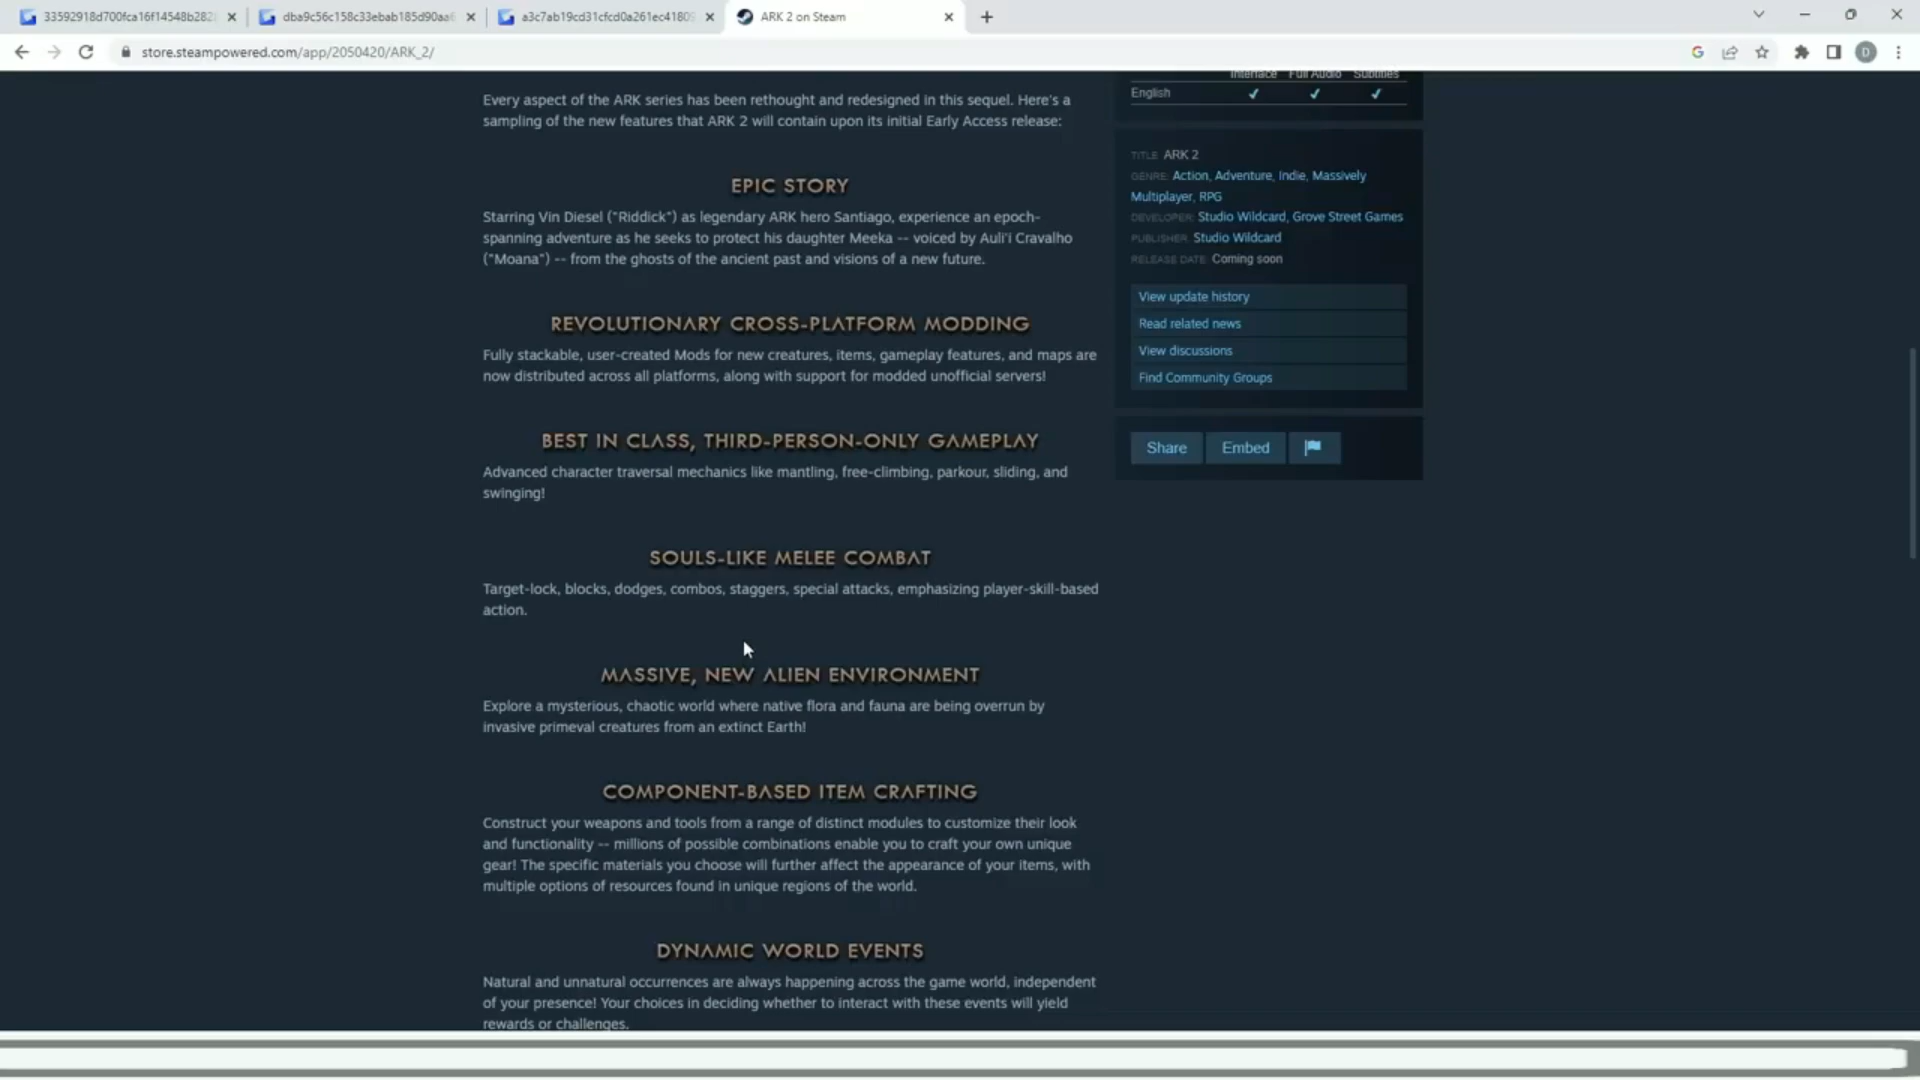 33592918d700fca16f14548b282
dba9c56c158c33ebab185d90aa
a3c7ab19cd31cfcd0a261ec41809
ARK 2 on Steam
store.steampowered.com/app/2050420/ARK_2/
D
Every aspect of the ARK series has been rethought and redesigned in this sequel. Here's a
sampling of the new features that ARK 2 will contain upon its initial Early Access release:
EPIC STORY
Starring Vin Diesel ("Riddick") as legendary ARK hero Santiago, experience an epoch-
spanning adventure as he seeks to protect his daughter Meeka -- voiced by Auli'i Cravalho
("Moana") -- from the ghosts of the ancient past and visions of a new future.
REVOLUTIONARY CROSS-PLATFORM MODDING
Fully stackable, user-created Mods for new creatures, items, gameplay features, and maps are
now distributed across all platforms, along with support for modded unofficial servers!
BEST IN CLASS, THIRD-PERSON-ONLY GAMEPLAY
Advanced character traversal mechanics like mantling, free-climbing, parkour, sliding, and
swinging!
SOULS-LIKE MELEE COMBAT
Target-lock, blocks, dodges, combos, staggers, special attacks, emphasizing player-skill-based
action.
MASSIVE, NEW ALIEN ENVIRONMENT
Explore a mysterious, chaotic world where native flora and fauna are being overrun by
invasive primeval creatures from an extinct Earth!
COMPONENT-BASED ITEM CRAFTING
Construct your weapons and tools from a range of distinct modules to customize their look
and functionality -- millions of possible combinations enable you to craft your own unique
gear! The specific materials you choose will further affect the appearance of your items, with
multiple options of resources found in unique regions of the world.
DYNAMIC WORLD EVENTS
Natural and unnatural occurrences are always happening across the game world, independent
of your presence! Your choices in deciding whether to interact with these events will yield
rewards or challenges.
Interface Full Audio Subtitles
English ✔ ✔ ✔
TITLE: ARK 2
GENRE: Action, Adventure, Indie, Massively
Multiplayer, RPG
DEVELOPER: Studio Wildcard, Grove Street Games
PUBLISHER: Studio Wildcard
RELEASE DATE: Coming soon
View update history
Read related news
View discussions
Find Community Groups
Share Embed